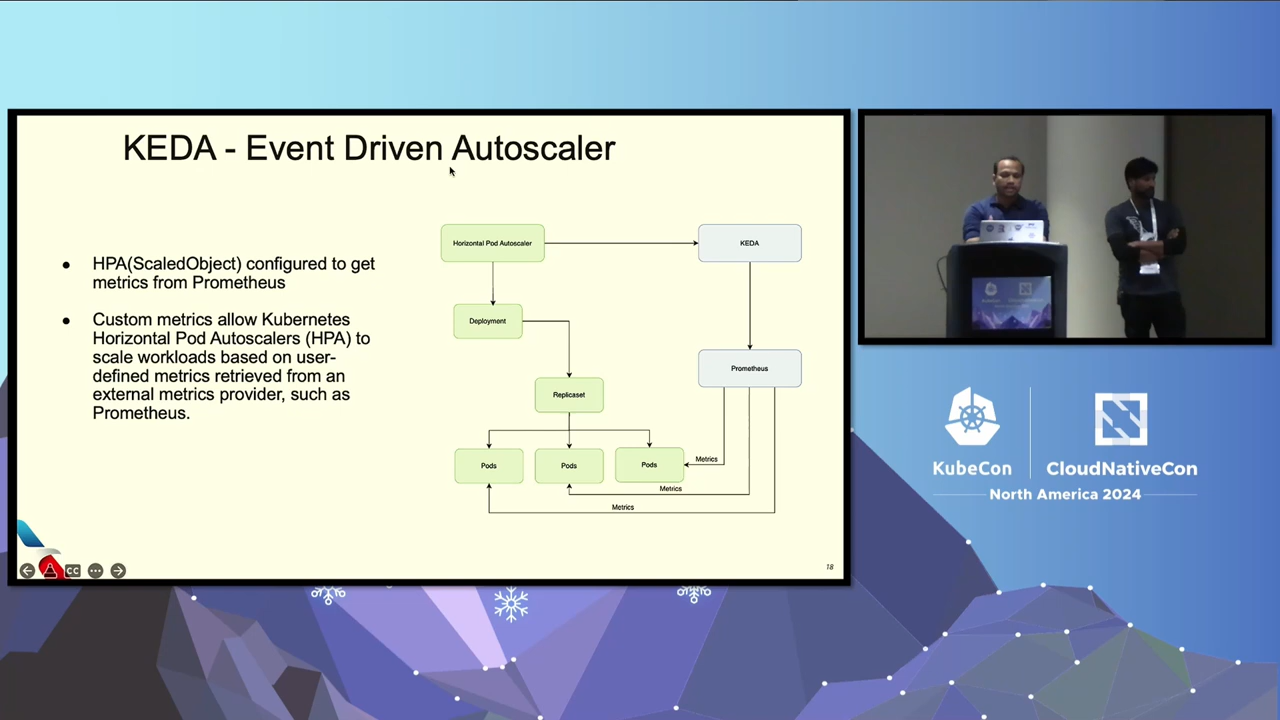 KEDA - Event Driven Autoscaler
● HPA(ScaledObject) configured to get
metrics from Prometheus
● Custom metrics allow Kubernetes
Horizontal Pod Autoscalers (HPA) to
scale workloads based on user-
defined metrics retrieved from an
external metrics provider, such as
Prometheus.
Horizontal Pod Autoscaler
KEDA
Deployment
Prometheus
Replicaset
Pods
Pods
Pods
Metrics
Metrics
Metrics
CC
18
KubeCon
CloudNativeCon
North America 2024